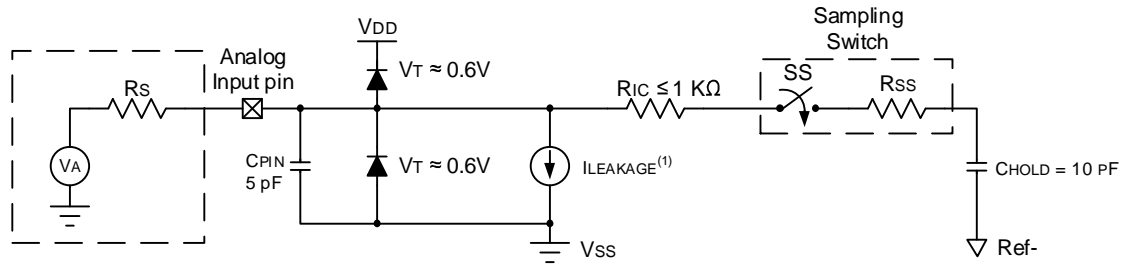 Sampling
Switch
VDD
Analog
Input pin
VT ≈ 0.6V
RS
RIC ≤ 1 KΩ
SS
RSS
VA
CPIN
5 pF
VT ≈ 0.6V
ILEAKAGE(1)
CHOLD = 10 PF
VSS
Ref-